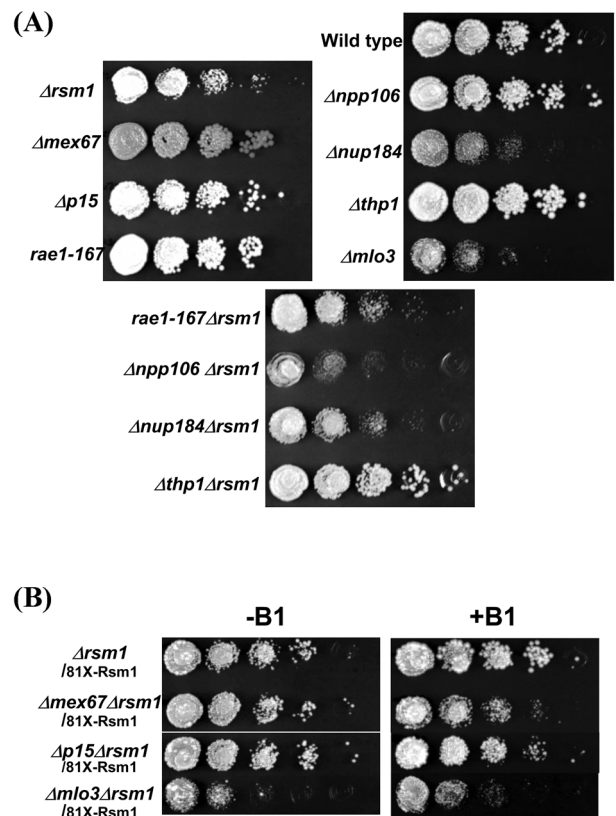 (A)
Δrsm1
Δmex67
Δp15
rae1-167
Wild type
Δnpp106
Δnup184
Δthp1
Δmlo3
rae1-167Δrsm1
Δnpp106 Δrsm1
Δnup184Δrsm1
Δthp1Δrsm1
(B)
-B1 +B1
Δrsm1
/81X-Rsm1
Δmex67Δrsm1
/81X-Rsm1
Δp15Δrsm1
/81X-Rsm1
Δmlo3Δrsm1
/81X-Rsm1